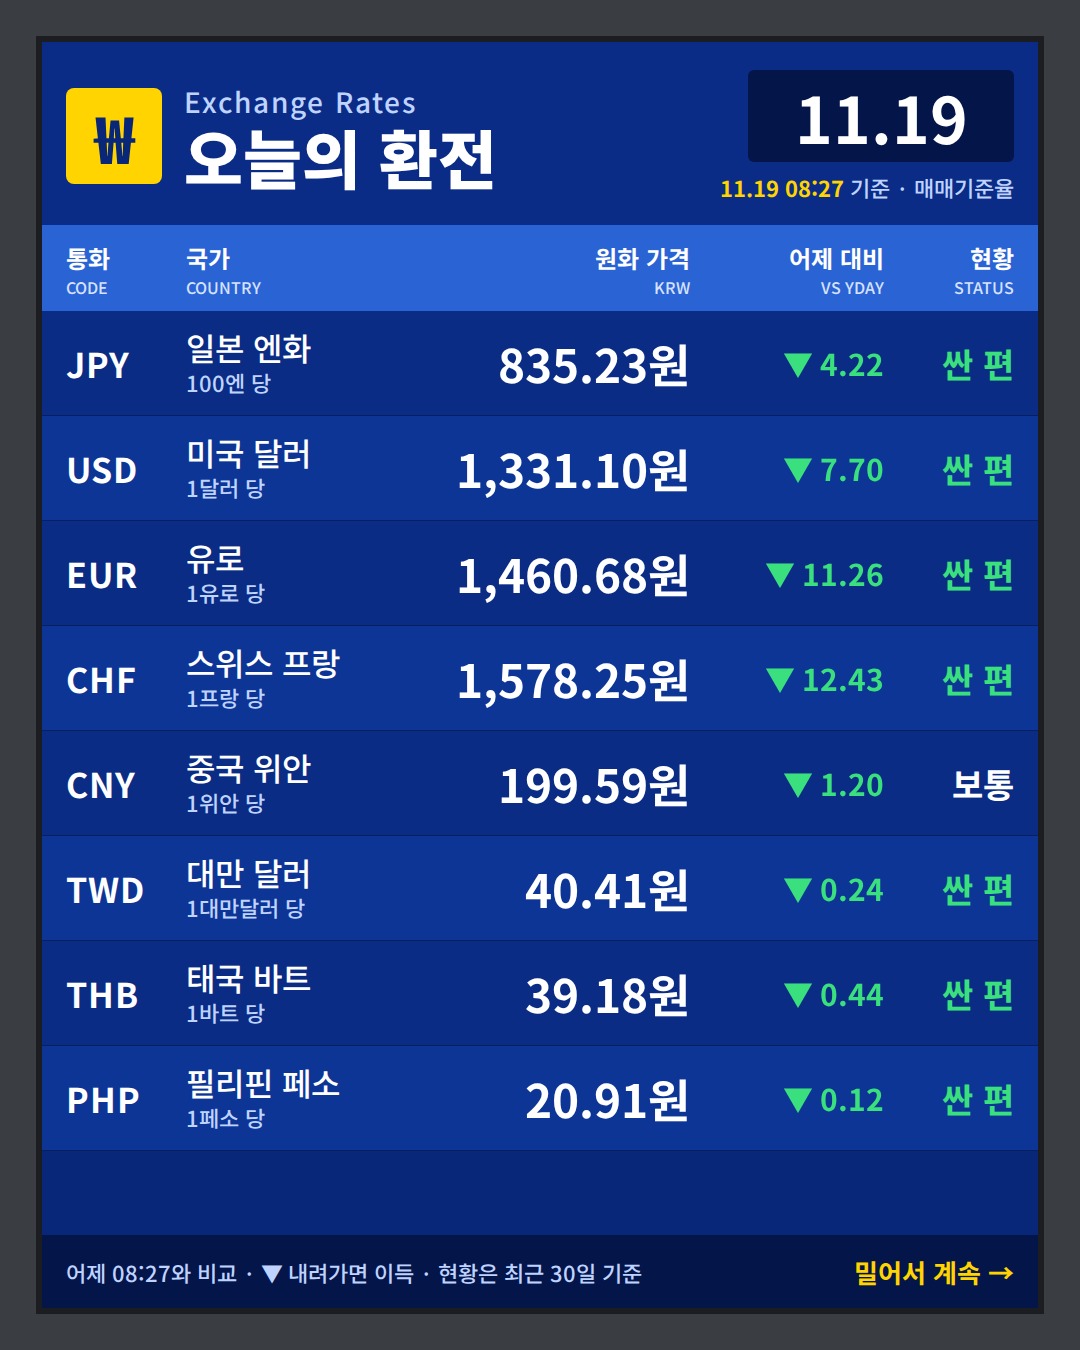 ₩
Exchange Rates
오늘의 환전
11.19
11.19 08:27 기준 · 매매기준율
통화 국가 원화 가격 어제 대비 현황
CODE COUNTRY KRW VS YDAY STATUS
JPY 일본 엔화 835.23원 ▼ 4.22 싼 편
100엔 당
USD 미국 달러 1,331.10원 ▼ 7.70 싼 편
1달러 당
EUR 유로 1,460.68원 ▼ 11.26 싼 편
1유로 당
CHF 스위스 프랑 1,578.25원 ▼ 12.43 싼 편
1프랑 당
CNY 중국 위안 199.59원 ▼ 1.20 보통
1위안 당
TWD 대만 달러 40.41원 ▼ 0.24 싼 편
1대만달러 당
THB 태국 바트 39.18원 ▼ 0.44 싼 편
1바트 당
PHP 필리핀 페소 20.91원 ▼ 0.12 싼 편
1페소 당
어제 08:27와 비교 · ▼ 내려가면 이득 · 현황은 최근 30일 기준
밀어서 계속 →